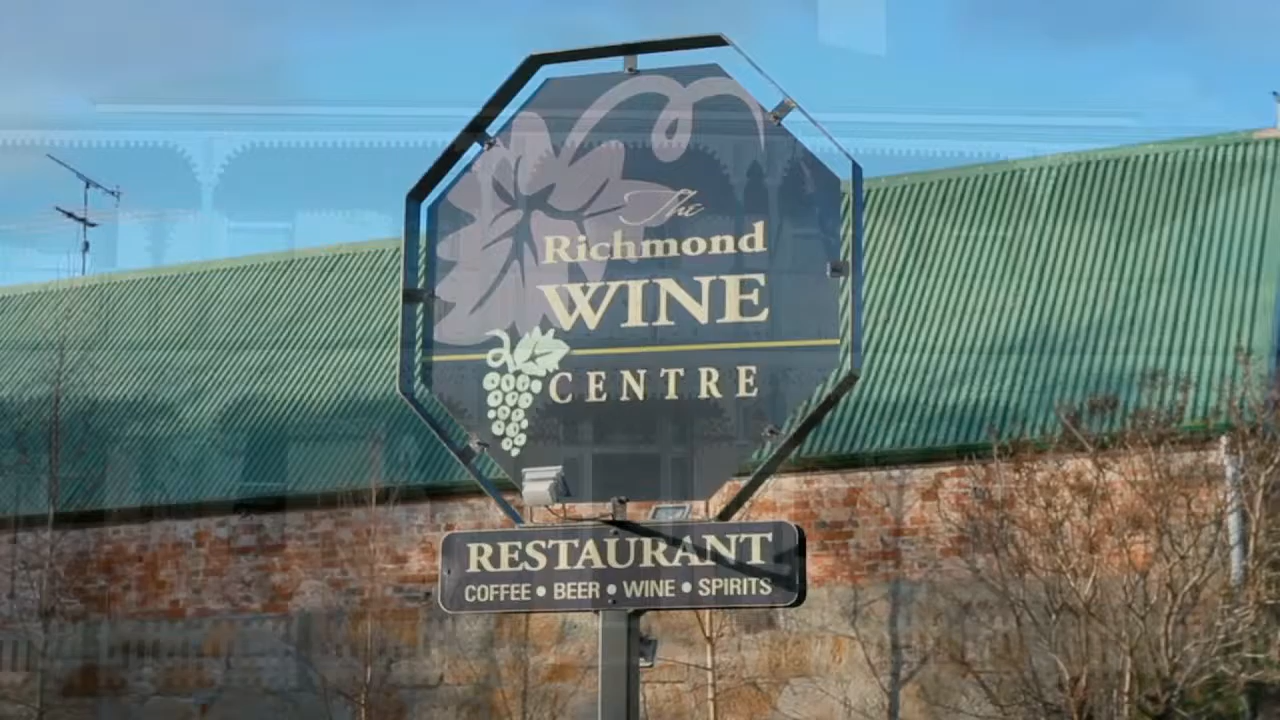 The
Richmond
WINE
CENTRE
RESTAURANT
COFFEE • BEER • WINE • SPIRITS